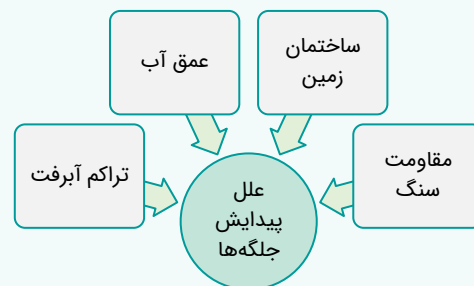 ساختمان
زمین
عمق آب
مقاومت
سنگ
تراکم آبرفت
علل
پیدایش
جلگه‌ها